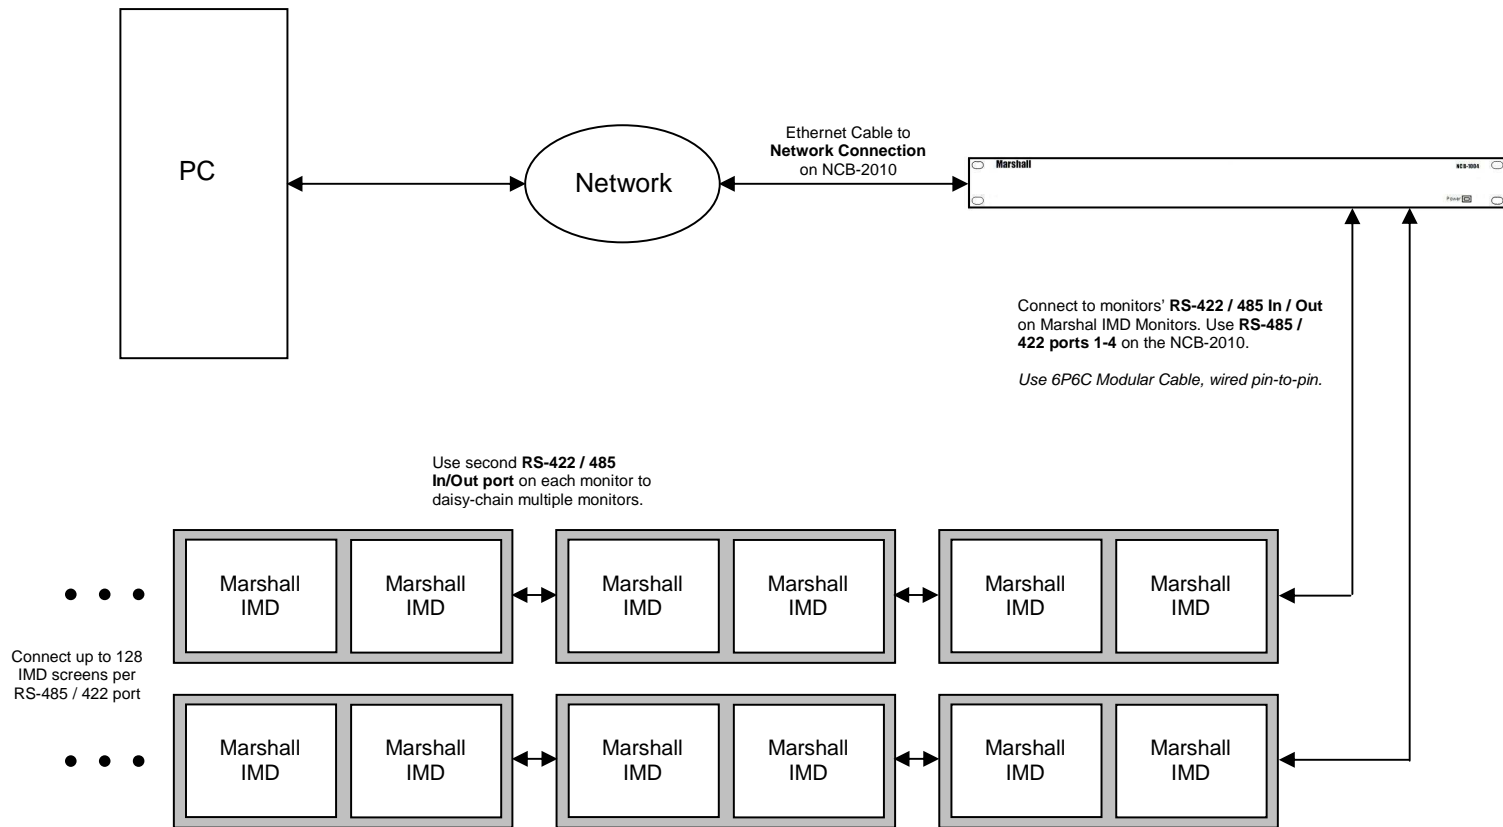 PC
Network
Ethernet Cable to
Network Connection
on NCB-2010
Marshall
NCB-1004
Power
Connect to monitors’ RS-422 / 485 In / Out
on Marshal IMD Monitors. Use RS-485 /
422 ports 1-4 on the NCB-2010.
Use 6P6C Modular Cable, wired pin-to-pin.
Use second RS-422 / 485
In/Out port on each monitor to
daisy-chain multiple monitors.
Marshall
IMD
Marshall
IMD
Marshall
IMD
Marshall
IMD
Marshall
IMD
Marshall
IMD
Connect up to 128
IMD screens per
RS-485 / 422 port
Marshall
IMD
Marshall
IMD
Marshall
IMD
Marshall
IMD
Marshall
IMD
Marshall
IMD